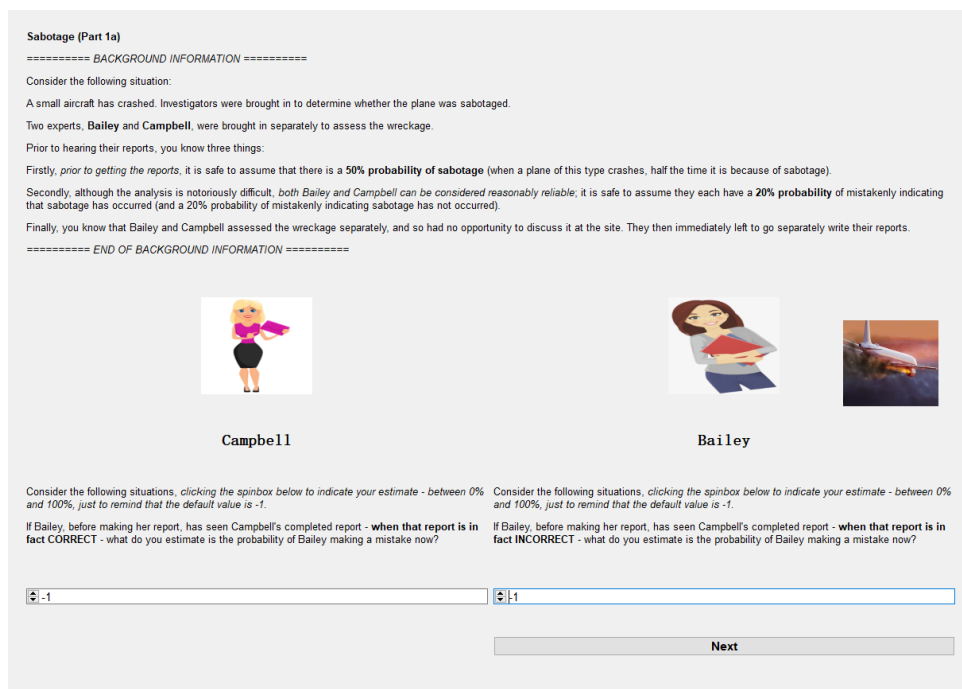 Sabotage (Part 1a)
========== BACKGROUND INFORMATION ==========
Consider the following situation:
A small aircraft has crashed. Investigators were brought in to determine whether the plane was sabotaged.
Two experts, Bailey and Campbell, were brought in separately to assess the wreckage.
Prior to hearing their reports, you know three things:
Firstly, prior to getting the reports, it is safe to assume that there is a 50% probability of sabotage (when a plane of this type crashes, half the time it is because of sabotage).
Secondly, although the analysis is notoriously difficult, both Bailey and Campbell can be considered reasonably reliable; it is safe to assume they each have a 20% probability of mistakenly indicating
that sabotage has occurred (and a 20% probability of mistakenly indicating sabotage has not occurred).
Finally, you know that Bailey and Campbell assessed the wreckage separately, and so had no opportunity to discuss it at the site. They then immediately left to go separately write their reports.
========== END OF BACKGROUND INFORMATION ==========
Campbell
Bailey
Consider the following situations, clicking the spinbox below to indicate your estimate - between 0%
and 100%, just to remind that the default value is -1.
If Bailey, before making her report, has seen Campbell's completed report - when that report is in
fact CORRECT - what do you estimate is the probability of Bailey making a mistake now?
-1
Consider the following situations, clicking the spinbox below to indicate your estimate - between 0%
and 100%, just to remind that the default value is -1.
If Bailey, before making her report, has seen Campbell's completed report - when that report is in
fact INCORRECT - what do you estimate is the probability of Bailey making a mistake now?
-1
Next